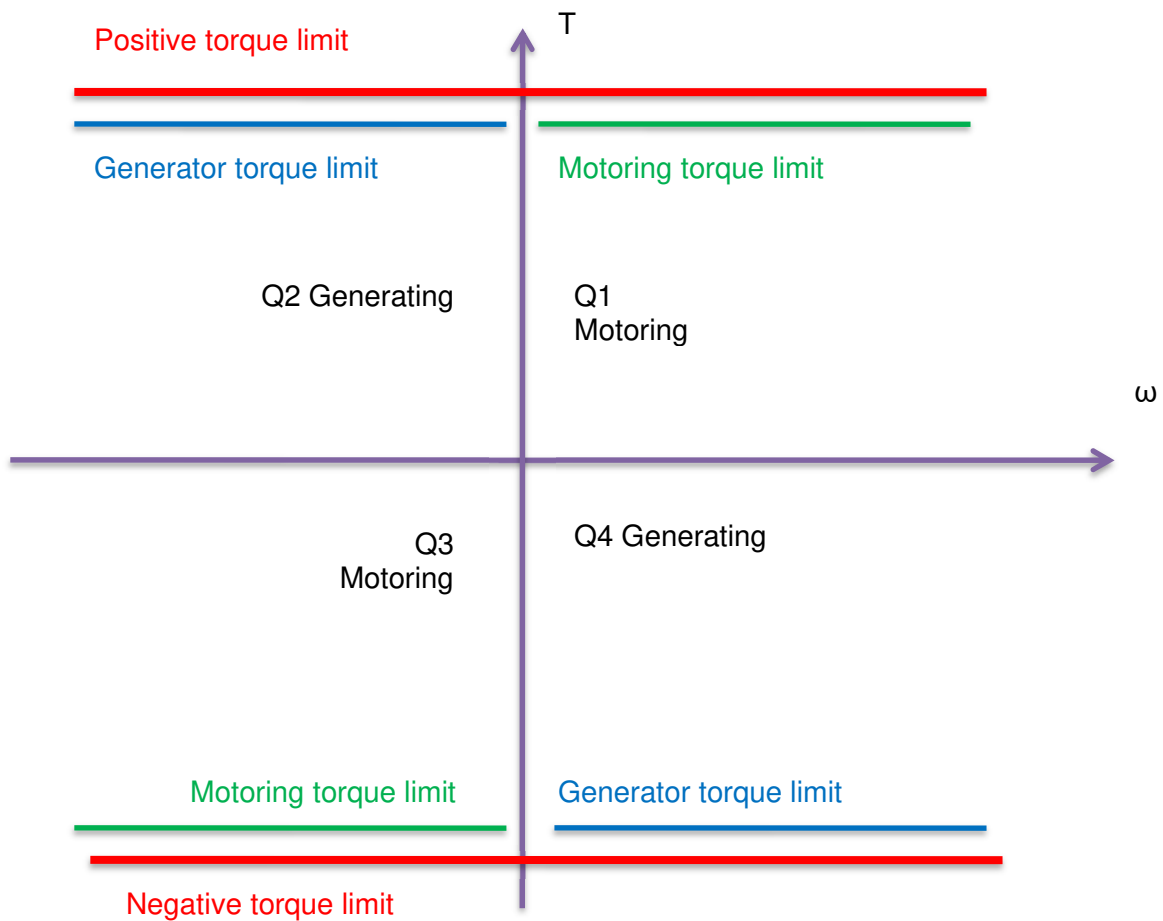 T
Positive torque limit
Generator torque limit
Motoring torque limit
Q2 Generating
Q1
Motoring
ω
Q3
Motoring
Q4 Generating
Motoring torque limit
Generator torque limit
Negative torque limit